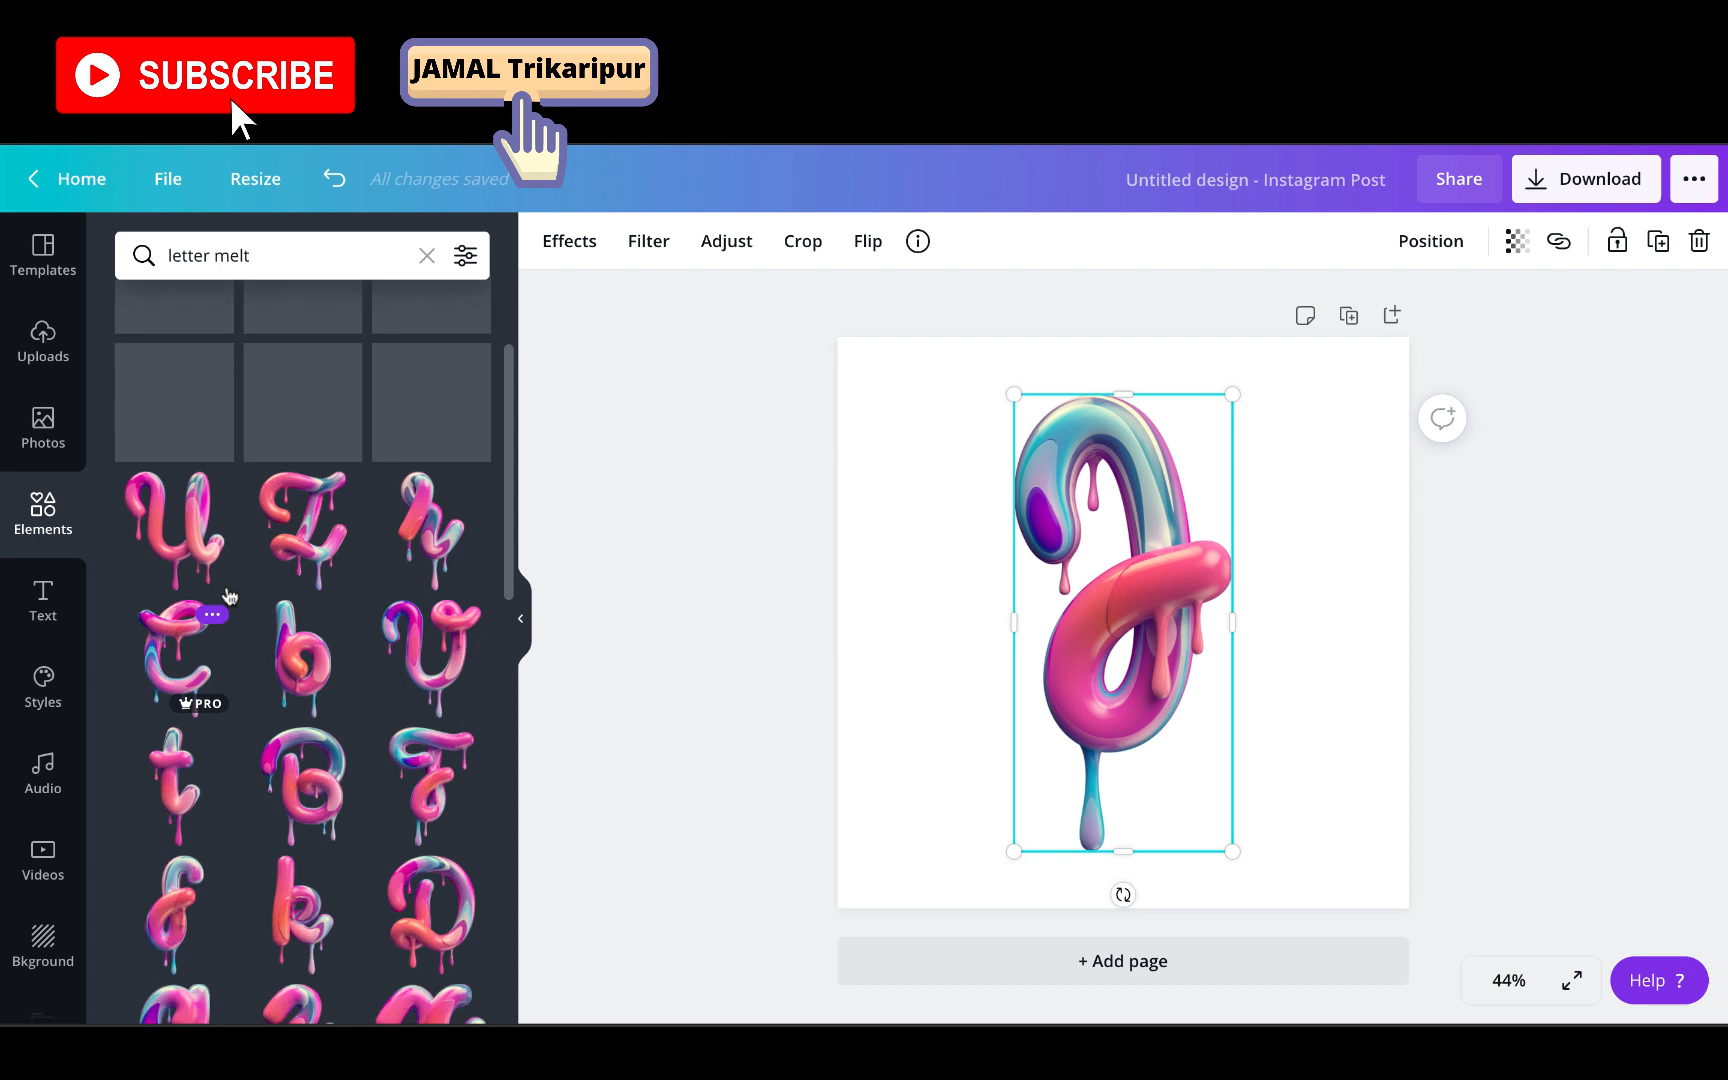 SUBSCRIBE
JAMAL Trikaripur
Home
File
Resize
All changes saved
Untitled design - Instagram Post
Share
Download
Templates
Uploads
Photos
Elements
Text
Styles
Audio
Videos
Bkground
letter melt
PRO
Effects
Filter
Adjust
Crop
Flip
Position
+ Add page
44%
Help ?